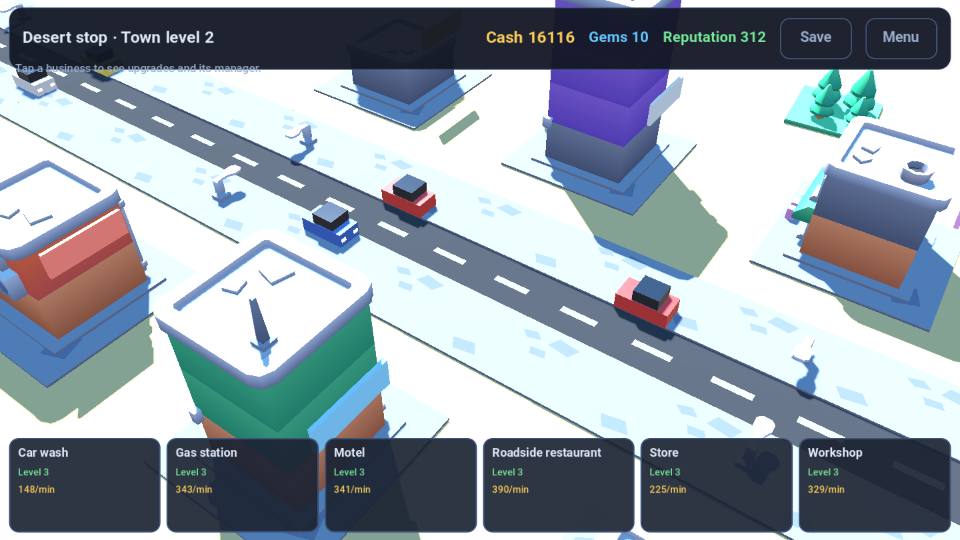 Desert stop · Town level 2
Cash 16116
Gems 10
Reputation 312
Save
Menu
Tap a business to see upgrades and its manager.
Car wash
Level 3
148/min
Gas station
Level 3
343/min
Motel
Level 3
341/min
Roadside restaurant
Level 3
390/min
Store
Level 3
225/min
Workshop
Level 3
329/min